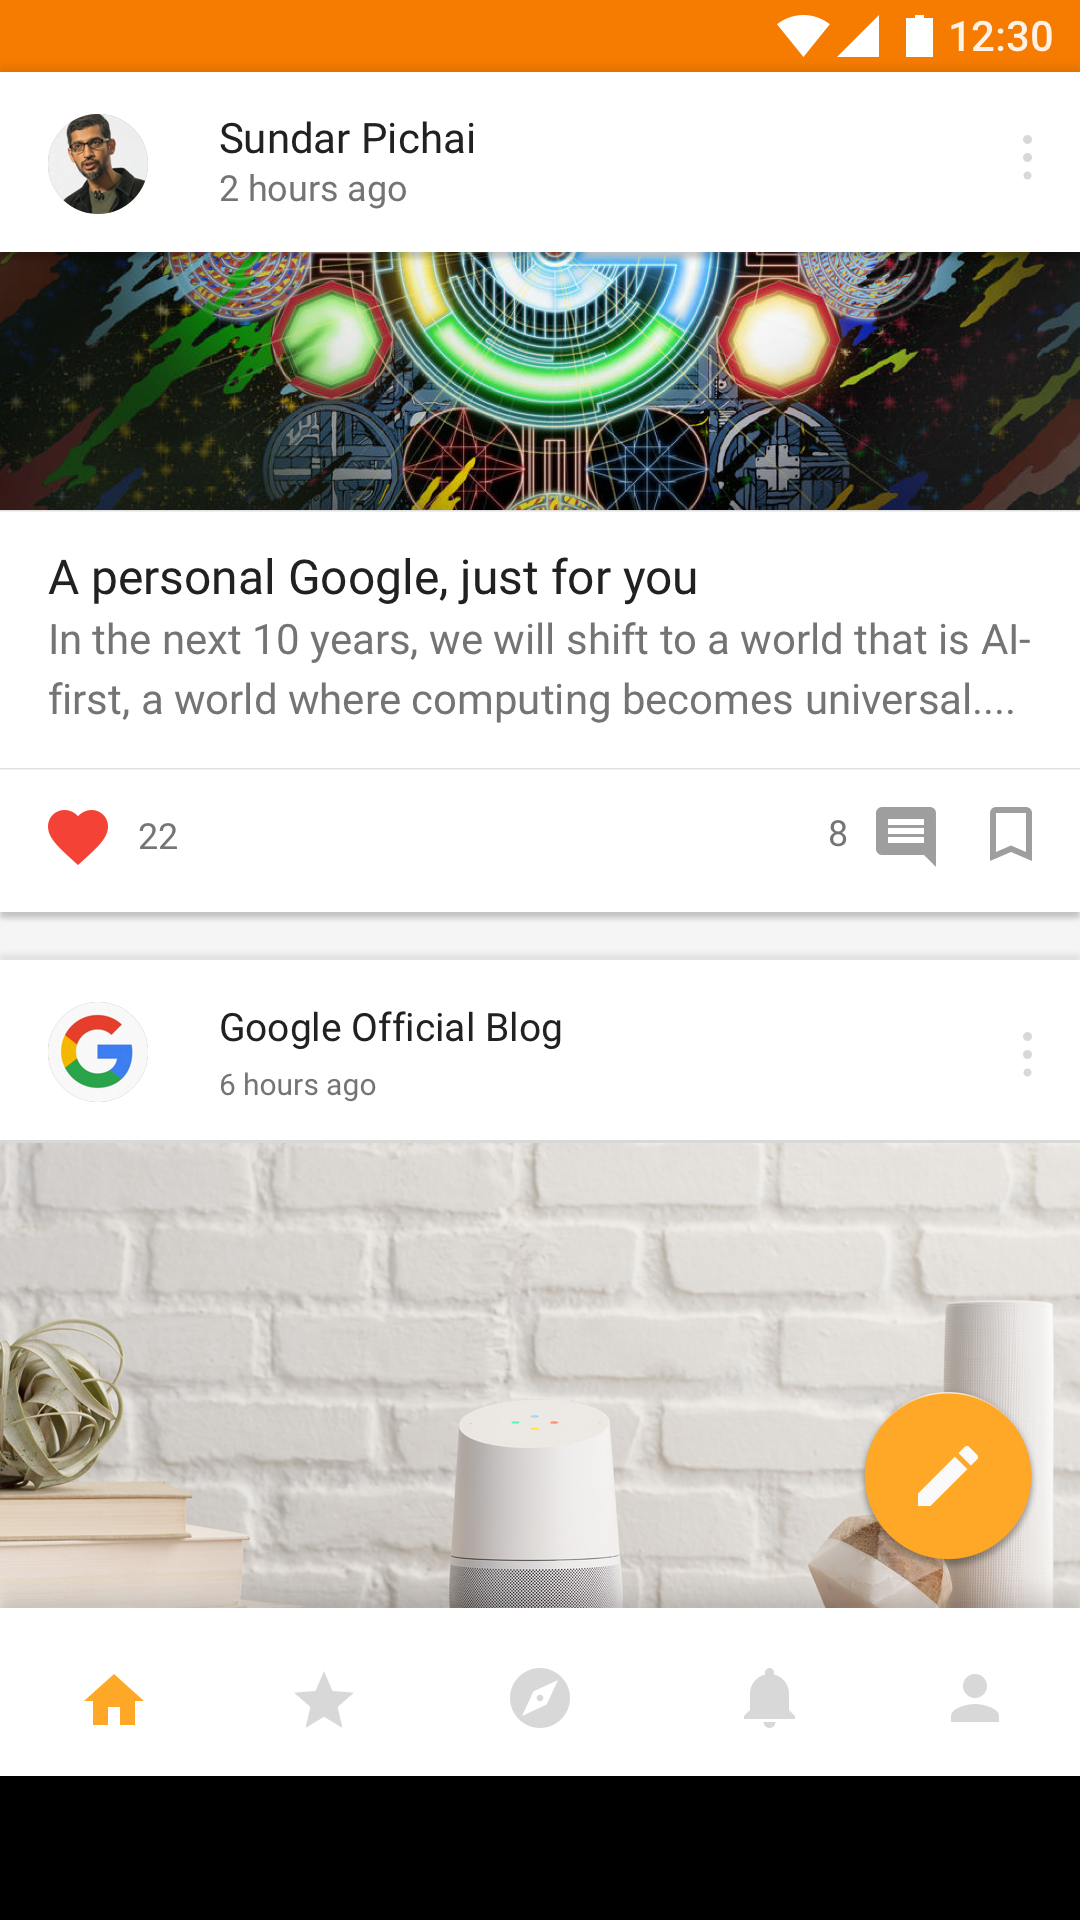 12:30
Sundar Pichai
2 hours ago
A personal Google, just for you
In the next 10 years, we will shift to a world that is AI-
first, a world where computing becomes universal....
22
8
Google Official Blog
6 hours ago